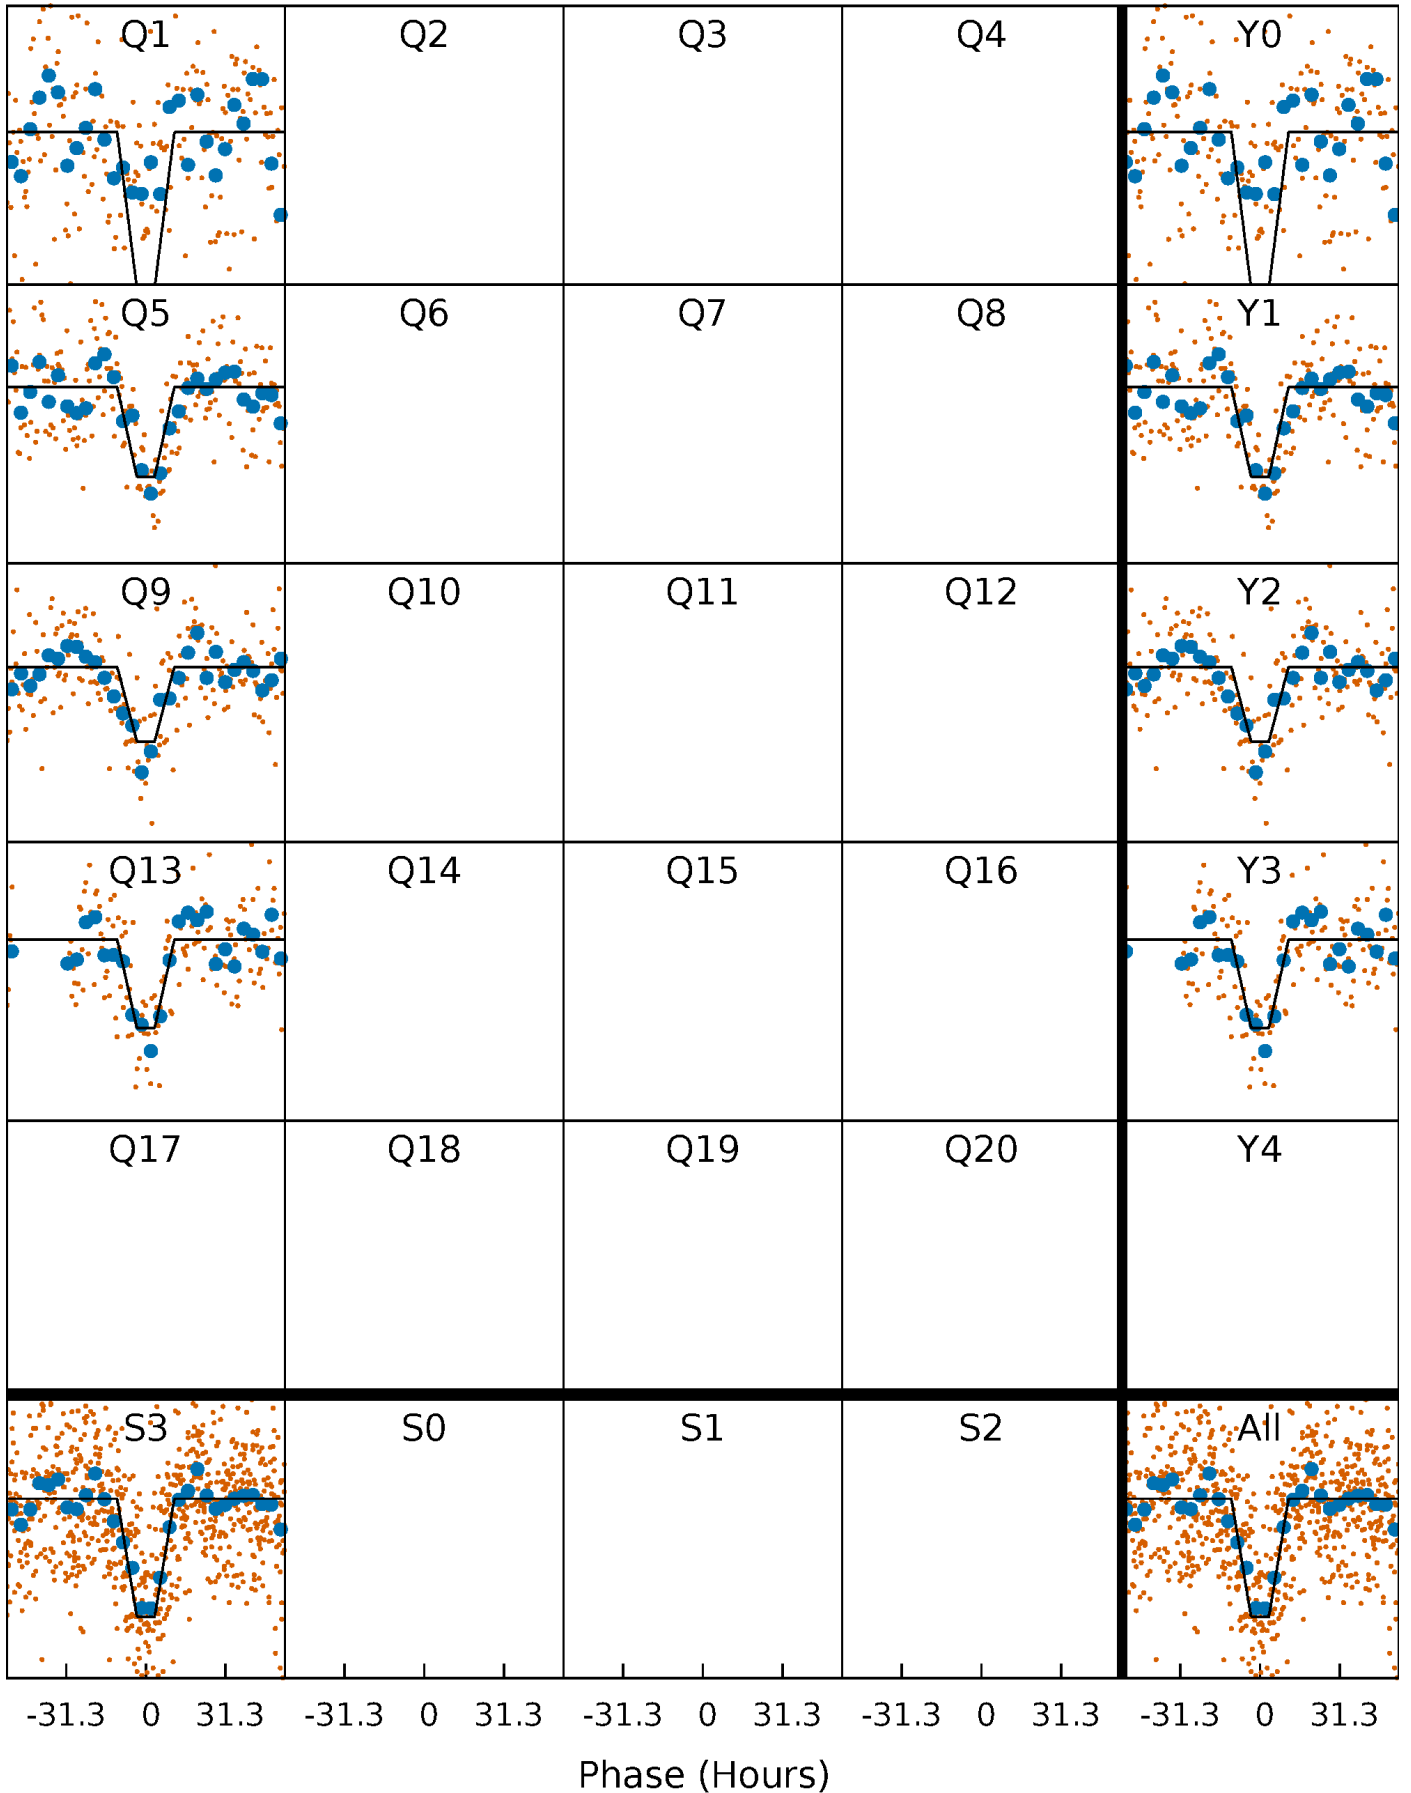 Q1 Q2 Q3 Q4 Y0
Q5 Q6 Q7 Q8 Y1
Q9 Q10 Q11 Q12 Y2
Q13 Q14 Q15 Q16 Y3
Q17 Q18 Q19 Q20 Y4
S3 S0 S1 S2 All
-31.3 0 31.3 -31.3 0 31.3 -31.3 0 31.3 -31.3 0 31.3 -31.3 0 31.3
Phase (Hours)